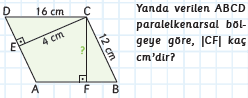 D 16 cm C
4 cm
12 cm
E
?
A F B
Yanda verilen ABCD
paralelkenarsal böl-
geye göre, |CF| kaç
cm'dir?